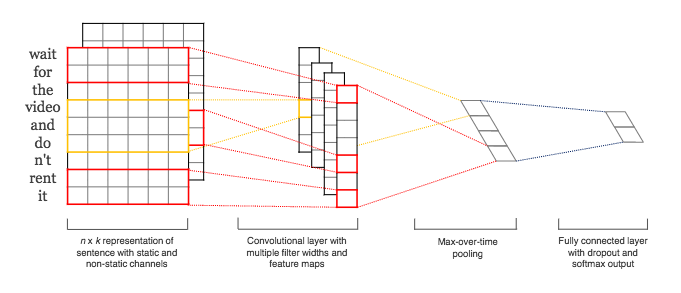 wait
for
the
video
and
do
n't
rent
it
n x k representation of
sentence with static and
non-static channels
Convolutional layer with
multiple filter widths and
feature maps
Max-over-time
pooling
Fully connected layer
with dropout and
softmax output